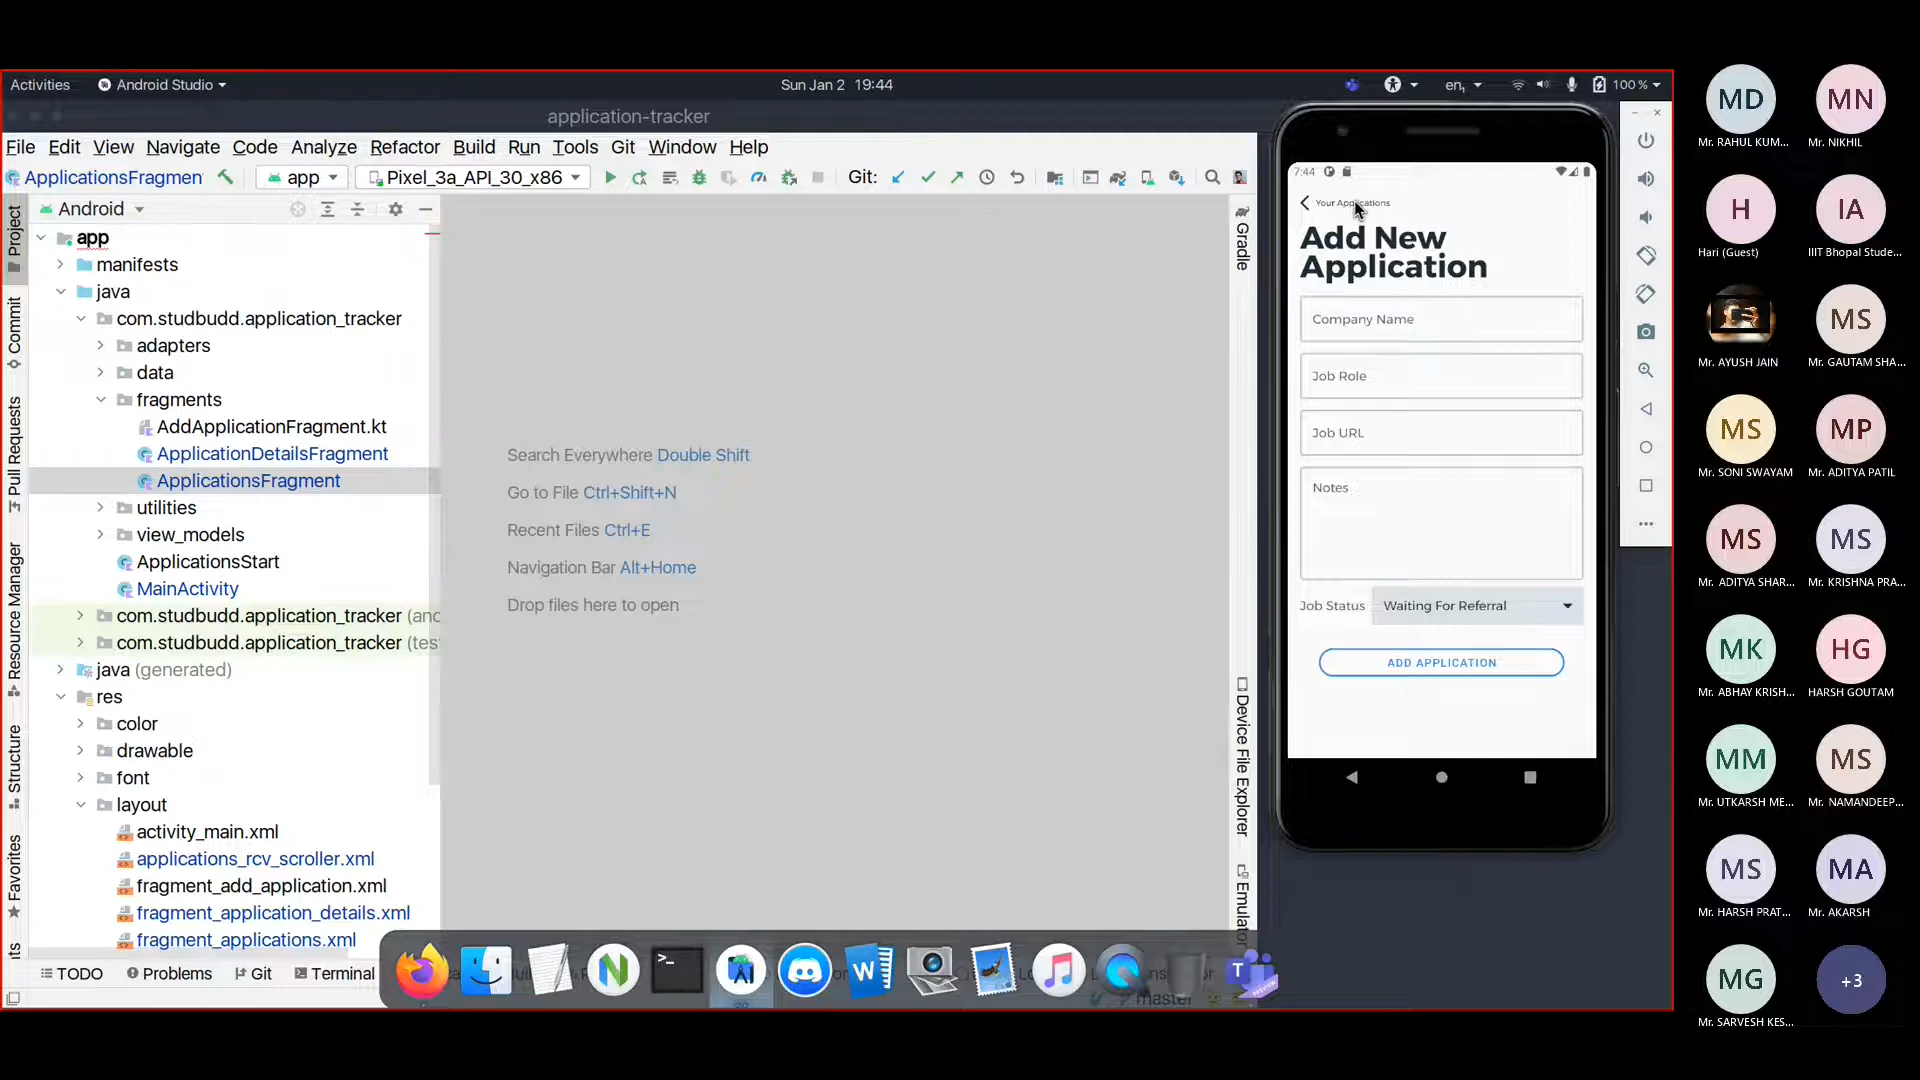 Activities
Android Studio
Sun Jan 2 19:44
en1
100 %
application-tracker
File Edit View Navigate Code Analyze Refactor Build Run Tools Git Window Help
ApplicationsFragmen
app
Pixel_3a_API_30_x86
Git:
Android
app
manifests
java
com.studbudd.application_tracker
adapters
data
fragments
AddApplicationFragment.kt
ApplicationDetailsFragment
ApplicationsFragment
utilities
view_models
ApplicationsStart
MainActivity
com.studbudd.application_tracker (and
com.studbudd.application_tracker (tes
java (generated)
res
color
drawable
font
layout
activity_main.xml
applications_rcv_scroller.xml
fragment_add_application.xml
fragment_application_details.xml
fragment_applications.xml
Project
Commit
Pull Requests
Resource Manager
Structure
Favorites
TODO
Problems
Git
Terminal
master
Search Everywhere Double Shift
Go to File Ctrl+Shift+N
Recent Files Ctrl+E
Navigation Bar Alt+Home
Drop files here to open
Gradle
Device File Explorer
Emulator
7:44
Your Applications
Add New
Application
Company Name
Job Role
Job URL
Notes
Job Status
Waiting For Referral
ADD APPLICATION
MD
Mr. RAHUL KUM...
MN
Mr. NIKHIL
H
Hari (Guest)
IA
IIIT Bhopal Stude...
Mr. AYUSH JAIN
MS
Mr. GAUTAM SHA...
MS
Mr. SONI SWAYAM
MP
Mr. ADITYA PATIL
MS
Mr. ADITYA SHAR...
MS
Mr. KRISHNA PRA...
MK
Mr. ABHAY KRISH...
HG
HARSH GOUTAM
MM
Mr. UTKARSH ME...
MS
Mr. NAMANDEEP...
MS
Mr. HARSH PRAT...
MA
Mr. AKARSH
MG
Mr. SARVESH KES...
+3